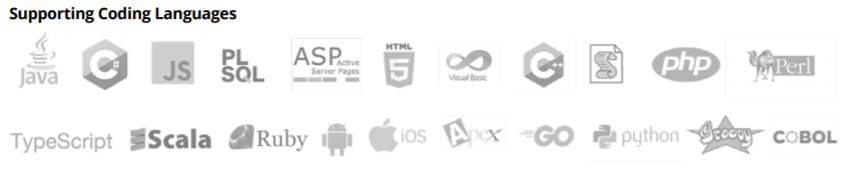 Supporting Coding Languages
Java C# JS PL SQL ASP Active Server Pages HTML 5 Visual Basic C++ php Perl
TypeScript Scala Ruby iOS Apex GO python Groovy COBOL